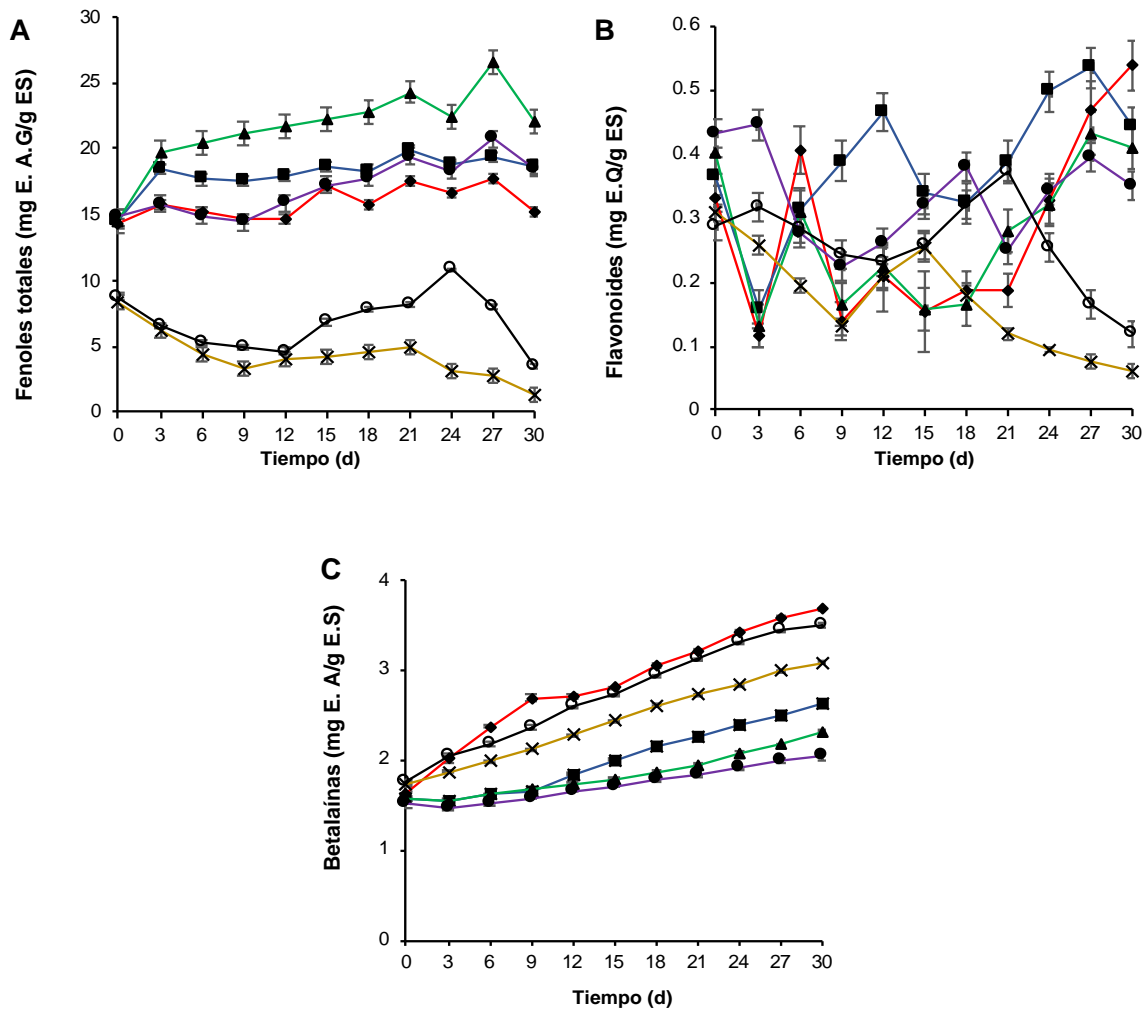 A
Fenoles totales (mg E. A.G/g ES)
30
25
20
15
10
5
0
0 3 6 9 12 15 18 21 24 27 30
Tiempo (d)
B
Flavonoides (mg E.Q/g ES)
0.6
0.5
0.4
0.3
0.2
0.1
0
0 3 6 9 12 15 18 21 24 27 30
Tiempo (d)
C
Betalaínas (mg E. A/g E.S)
4
3
2
1
0
0 3 6 9 12 15 18 21 24 27 30
Tiempo (d)